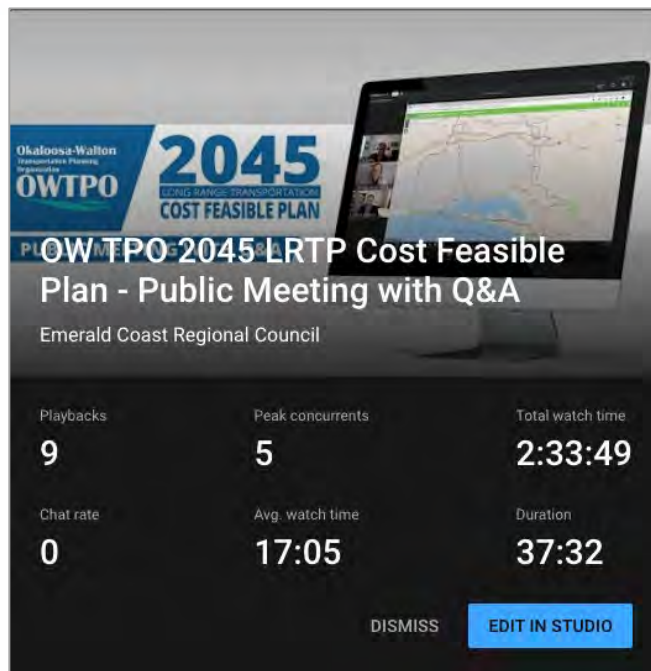 Okaloosa-Walton
Transportation Planning
Organization
OWTPO
2045
LONG RANGE TRANSPORTATION
COST FEASIBLE PLAN
PUBLIC MEETING Q&A
OW TPO 2045 LRTP Cost Feasible
Plan - Public Meeting with Q&A
Emerald Coast Regional Council
Playbacks
Peak concurrents
Total watch time
9
5
2:33:49
Chat rate
Avg. watch time
Duration
0
17:05
37:32
DISMISS
EDIT IN STUDIO